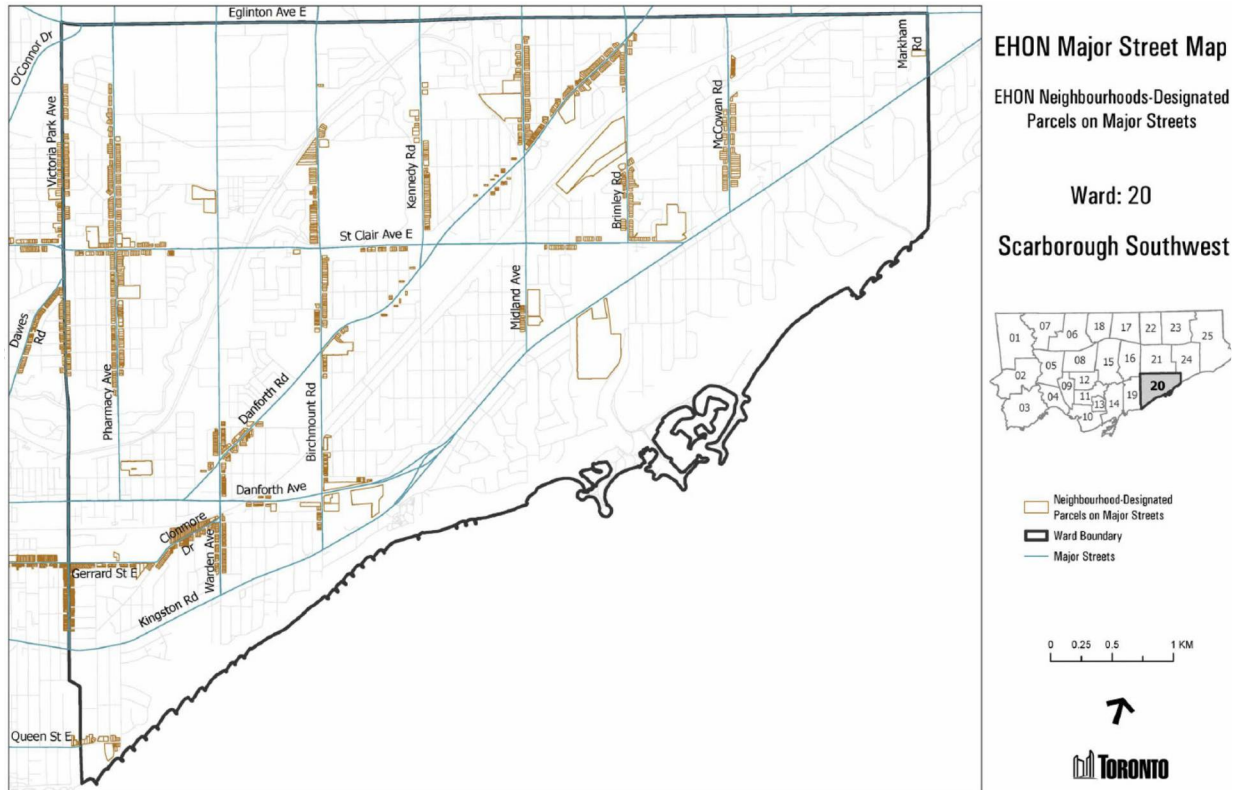 Eglinton Ave E
O'Connor Dr
Markham
Rd
Victoria Park Ave
McCowan Rd
Kennedy Rd
Brimley Rd
St Clair Ave E
Midland Ave
Dawes
Rd
Pharmacy Ave
Danforth Rd
Birchmount Rd
Danforth Ave
Clonmore
Dr
Warden Ave
Gerrard St E
Kingston Rd
Queen St E
EHON Major Street Map
EHON Neighbourhoods-Designated
Parcels on Major Streets
Ward: 20
Scarborough Southwest
01
07
06
18
17
22
23
25
05
08
15
16
21
24
02
09
12
11
13
14
19
20
03
04
10
Neighbourhood-Designated
Parcels on Major Streets
Ward Boundary
Major Streets
0 0.25 0.5 1 KM
TORONTO